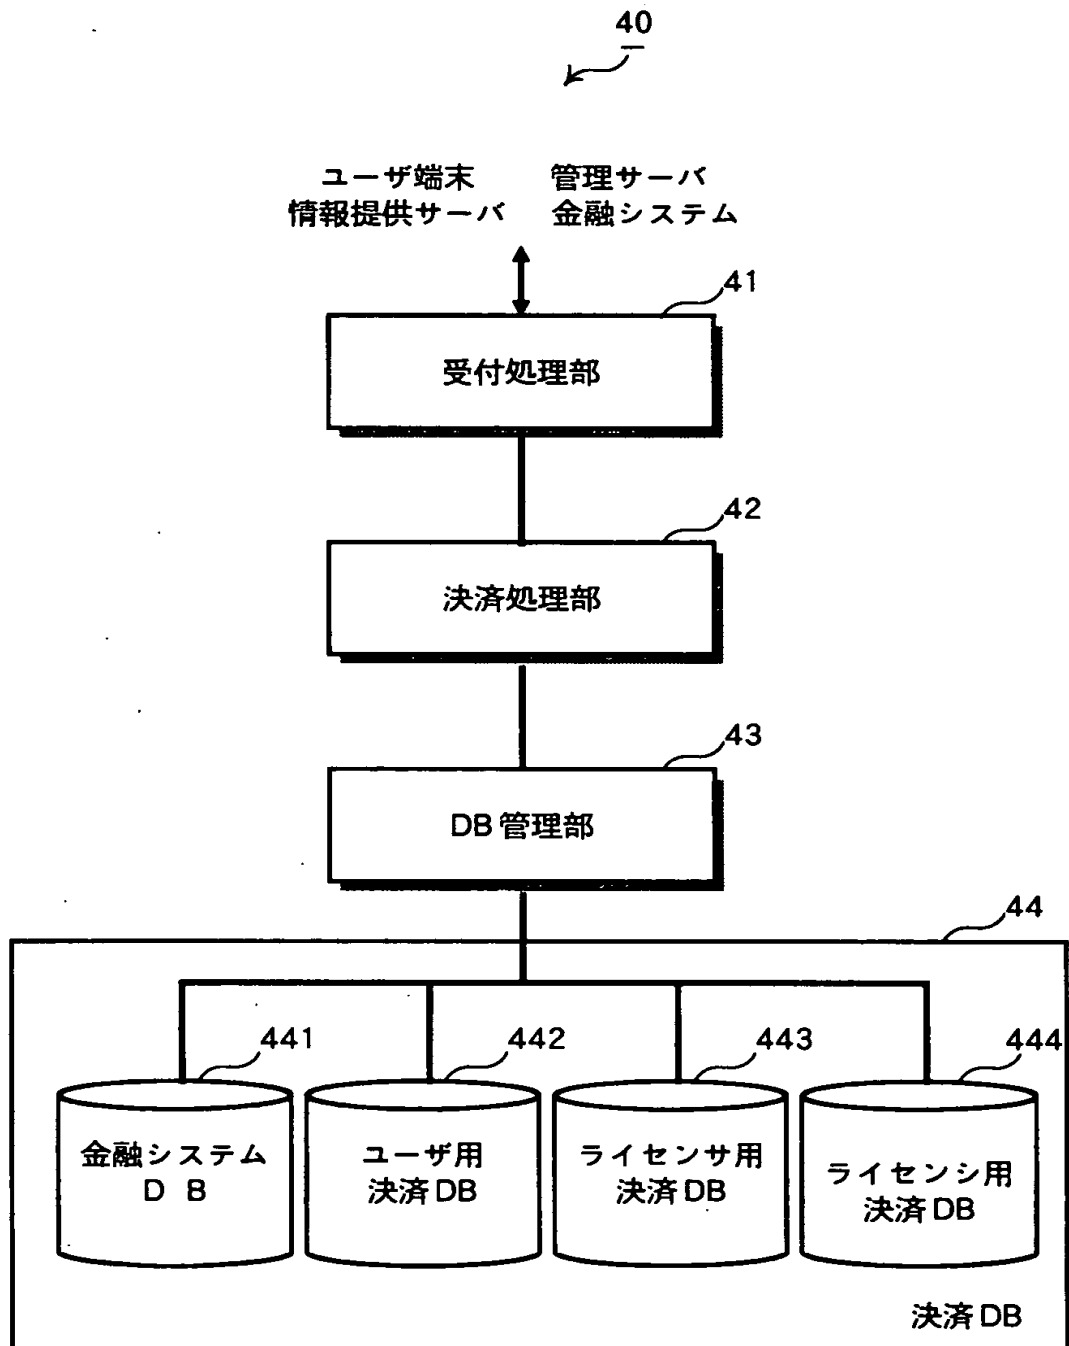 40
ユーザ端末 管理サーバ
情報提供サーバ 金融システム
41
受付処理部
42
決済処理部
43
DB管理部
44
441
442
443
444
金融システム
D B
ユーザ用
決済DB
ライセンサ用
決済DB
ライセンシ用
決済DB
決済DB